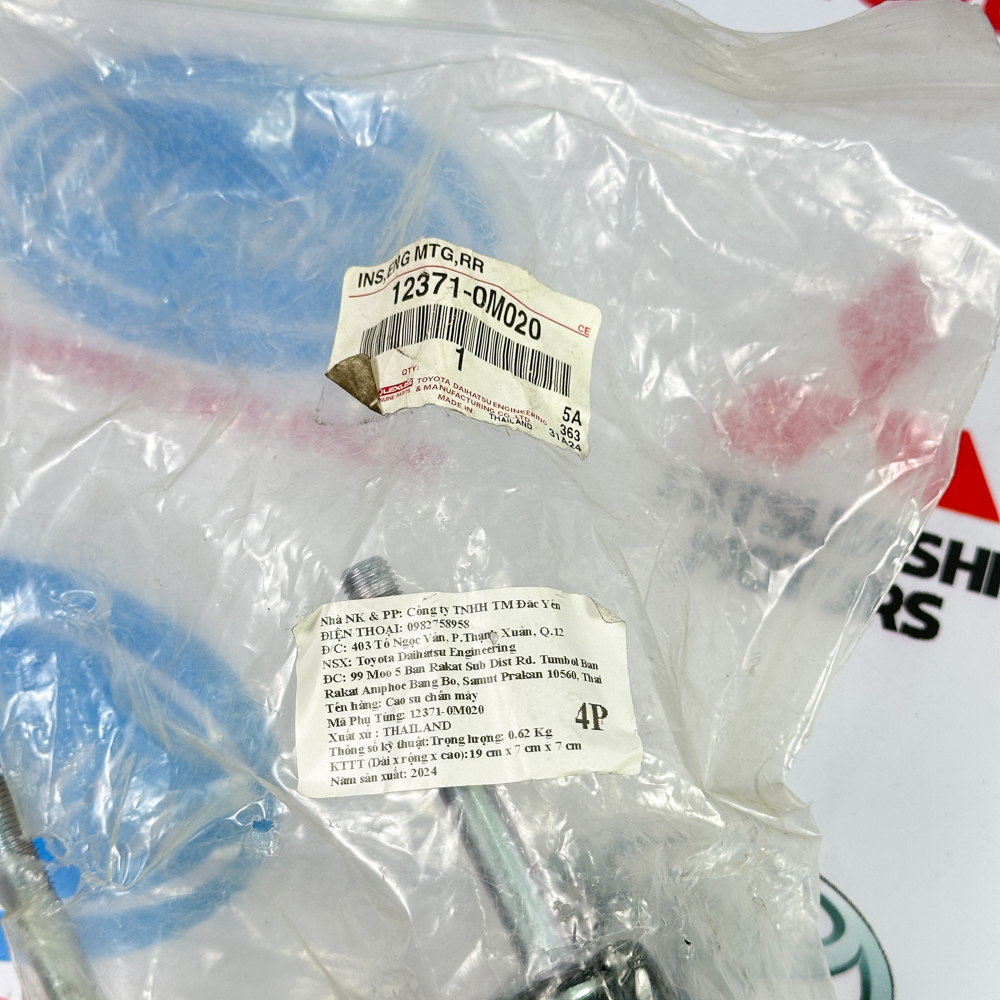 INS,ENG MTG,RR
12371-0M020
CE
QTY:
1
LEXUS
TOYOTA DAIHATSU ENGINEERING
& MANUFACTURING CO.,LTD.
MADE IN THAILAND
5A
363
31A24
Nhà NK & PP: Công ty TNHH TM Đắc Yến
ĐIỆN THOẠI: 0982758958
Đ/C: 403 Tô Ngọc Vân, P.Thạnh Xuân, Q.12
NSX: Toyota Daihatsu Engineering
ĐC: 99 Moo 5 Ban Rakat Sub Dist Rd. Tumbol Ban
Rakat Amphoe Bang Bo, Samut Prakan 10560, Thai
Tên hàng: Cao su chân máy
Mã Phụ Tùng: 12371-0M020
Xuất xứ : THAILAND
Thông số kỹ thuật: Trọng lượng: 0.62 Kg
KTTT (Dài x rộng x cao): 19 cm x 7 cm x 7 cm
Năm sản xuất: 2024
4P
SHI
RS